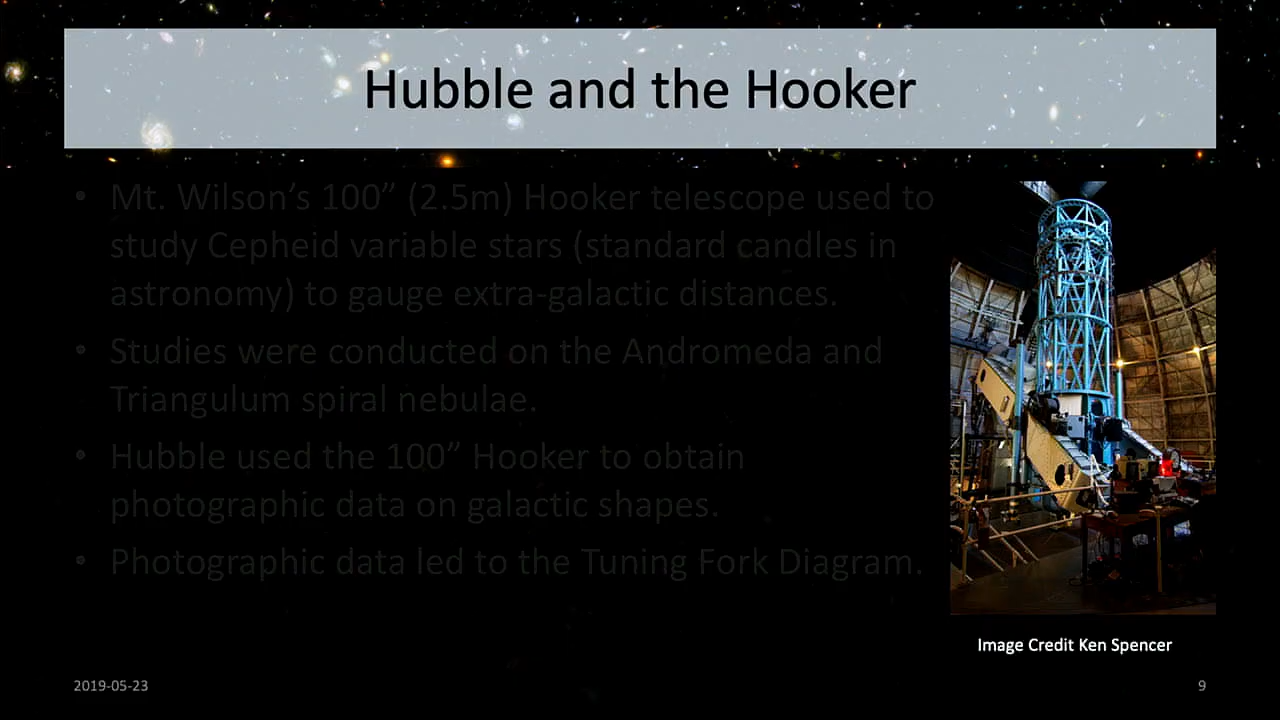 Hubble and the Hooker
• Mt. Wilson’s 100” (2.5m) Hooker telescope used to
study Cepheid variable stars (standard candles in
astronomy) to gauge extra-galactic distances.
• Studies were conducted on the Andromeda and
Triangulum spiral nebulae.
• Hubble used the 100” Hooker to obtain
photographic data on galactic shapes.
• Photographic data led to the Tuning Fork Diagram.
Image Credit Ken Spencer
2019-05-23
9